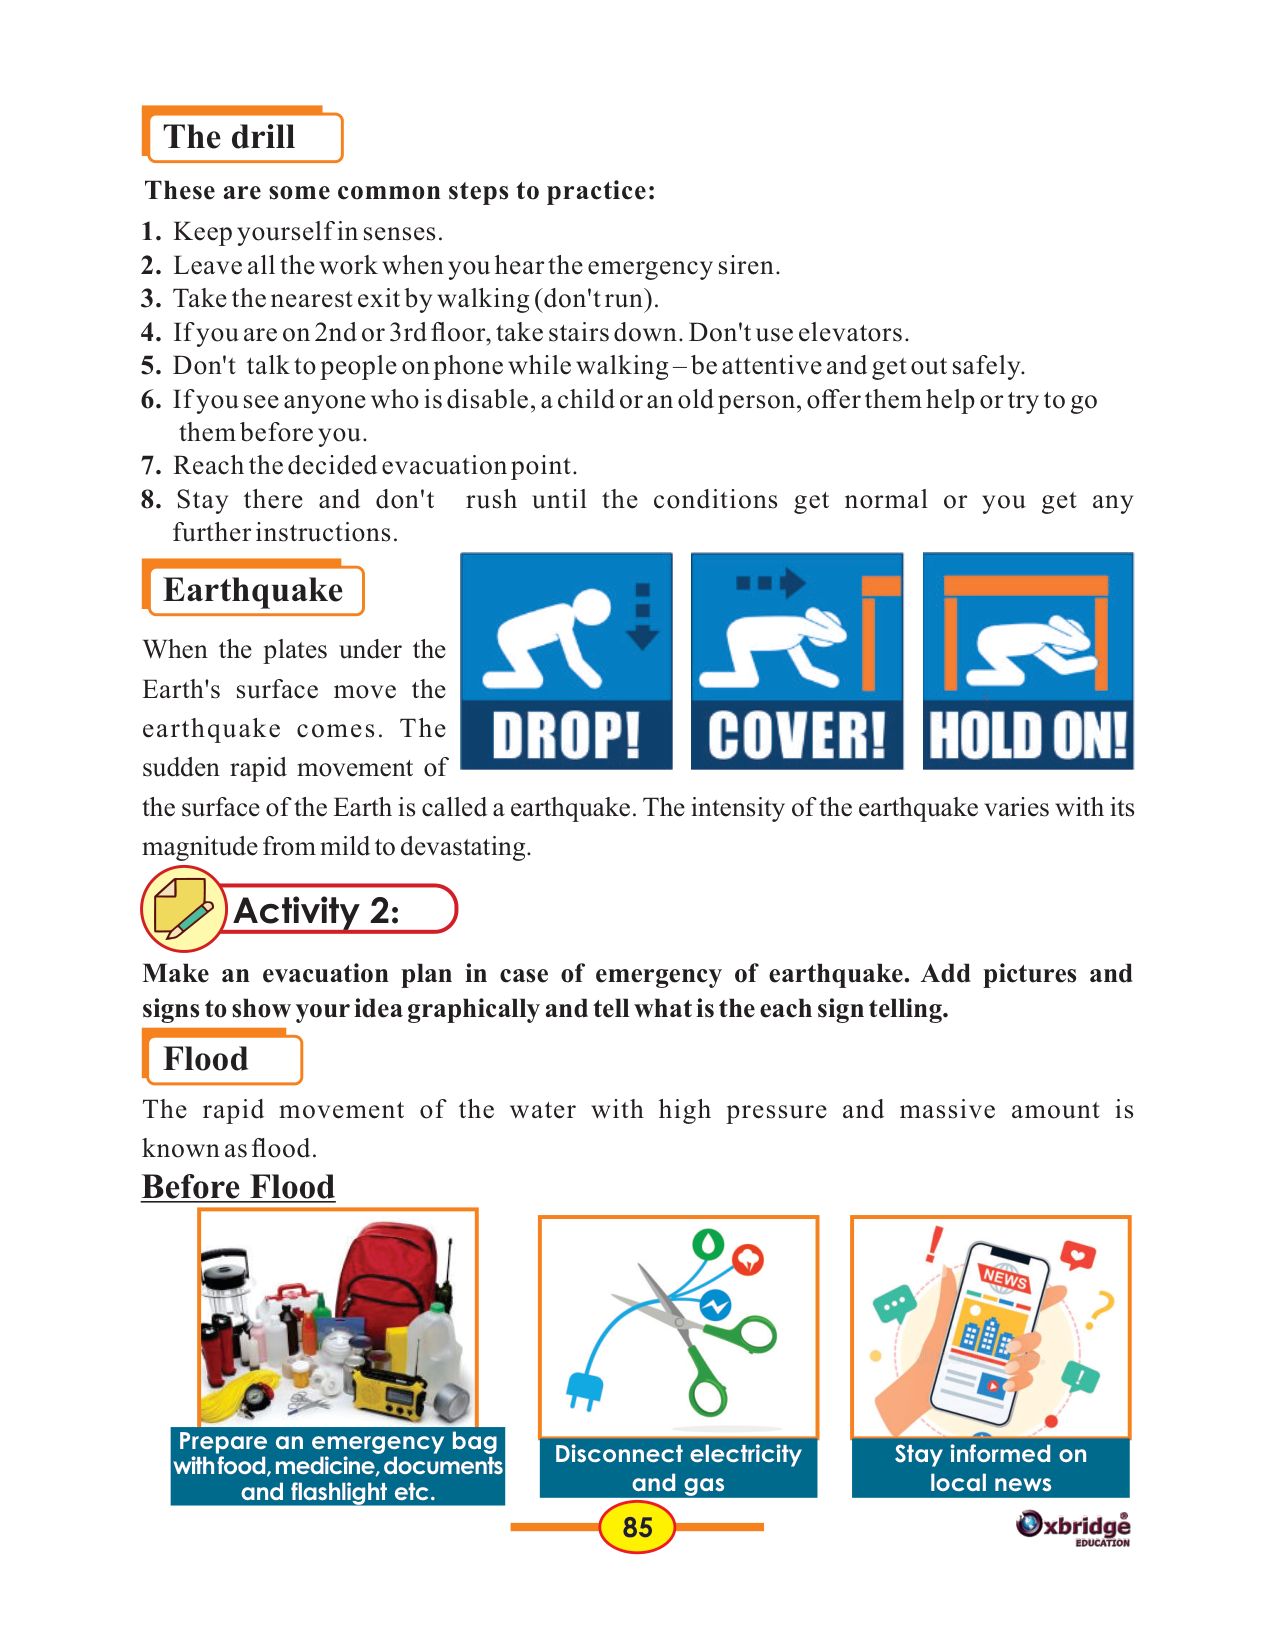 The drill
These are some common steps to practice:
1. Keep yourself in senses.
2. Leave all the work when you hear the emergency siren.
3. Take the nearest exit by walking (don't run).
4. If you are on 2nd or 3rd floor, take stairs down. Don't use elevators.
5. Don't talk to people on phone while walking – be attentive and get out safely.
6. If you see anyone who is disable, a child or an old person, offer them help or try to go
them before you.
7. Reach the decided evacuation point.
8. Stay there and don't rush until the conditions get normal or you get any
further instructions.
Earthquake
When the plates under the
Earth's surface move the
earthquake comes. The
sudden rapid movement of
DROP!
COVER!
HOLD ON!
the surface of the Earth is called a earthquake. The intensity of the earthquake varies with its
magnitude from mild to devastating.
Activity 2:
Make an evacuation plan in case of emergency of earthquake. Add pictures and
signs to show your idea graphically and tell what is the each sign telling.
Flood
The rapid movement of the water with high pressure and massive amount is
known as flood.
Before Flood
NEWS
Prepare an emergency bag
with food, medicine, documents
and flashlight etc.
Disconnect electricity
and gas
Stay informed on
local news
85
Oxbridge®
EDUCATION